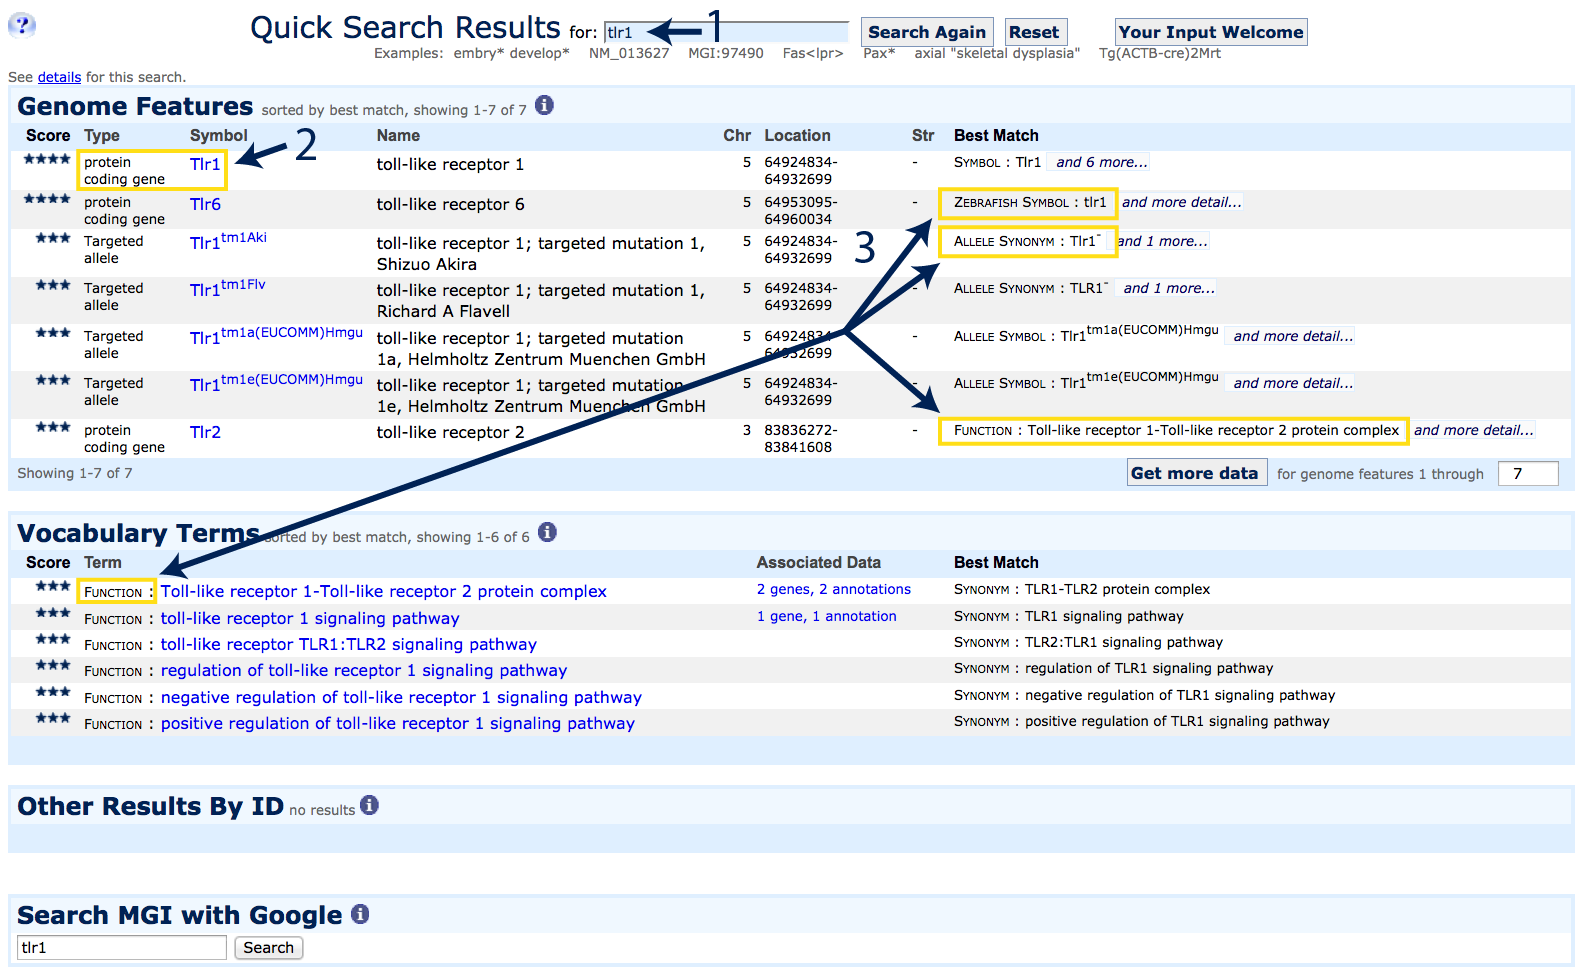 ?
Quick Search Results for: tlr1 1 Search Again Reset Your Input Welcome
Examples: embry* develop* NM_013627 MGI:97490 Fas<lpr> Pax* axial "skeletal dysplasia" Tg(ACTB-cre)2Mrt
See details for this search.
Genome Features sorted by best match, showing 1-7 of 7 i
Score Type Symbol Name Chr Location Str Best Match
2
★★★★ protein Tlr1 toll-like receptor 1 5 64924834- - SYMBOL : Tlr1 and 6 more...
coding gene 64932699
★★★★ protein Tlr6 toll-like receptor 6 5 64953095- - ZEBRAFISH SYMBOL : tlr1 and more detail...
coding gene 64960034
3
★★★ Targeted Tlr1tm1Aki toll-like receptor 1; targeted mutation 1, 5 64924834- - ALLELE SYNONYM : Tlr1- and 1 more...
allele Shizuo Akira 64932699
★★★ Targeted Tlr1tm1Flv toll-like receptor 1; targeted mutation 1, 5 64924834- - ALLELE SYNONYM : TLR1- and 1 more...
allele Richard A Flavell 64932699
★★★ Targeted Tlr1tm1a(EUCOMM)Hmgu toll-like receptor 1; targeted mutation 5 64924834- - ALLELE SYMBOL : Tlr1tm1a(EUCOMM)Hmgu and more detail...
allele 1a, Helmholtz Zentrum Muenchen GmbH 64932699
★★★ Targeted Tlr1tm1e(EUCOMM)Hmgu toll-like receptor 1; targeted mutation 5 64924834- - ALLELE SYMBOL : Tlr1tm1e(EUCOMM)Hmgu and more detail...
allele 1e, Helmholtz Zentrum Muenchen GmbH 64932699
★★★ protein Tlr2 toll-like receptor 2 3 83836272- - FUNCTION : Toll-like receptor 1-Toll-like receptor 2 protein complex and more detail...
coding gene 83841608
Showing 1-7 of 7 Get more data for genome features 1 through 7
Vocabulary Terms sorted by best match, showing 1-6 of 6 i
Score Term Associated Data Best Match
★★★ FUNCTION : Toll-like receptor 1-Toll-like receptor 2 protein complex 2 genes, 2 annotations SYNONYM : TLR1-TLR2 protein complex
★★★ FUNCTION : toll-like receptor 1 signaling pathway 1 gene, 1 annotation SYNONYM : TLR1 signaling pathway
★★★ FUNCTION : toll-like receptor TLR1:TLR2 signaling pathway SYNONYM : TLR2:TLR1 signaling pathway
★★★ FUNCTION : regulation of toll-like receptor 1 signaling pathway SYNONYM : regulation of TLR1 signaling pathway
★★★ FUNCTION : negative regulation of toll-like receptor 1 signaling pathway SYNONYM : negative regulation of TLR1 signaling pathway
★★★ FUNCTION : positive regulation of toll-like receptor 1 signaling pathway SYNONYM : positive regulation of TLR1 signaling pathway
Other Results By ID no results i
Search MGI with Google i
tlr1 Search